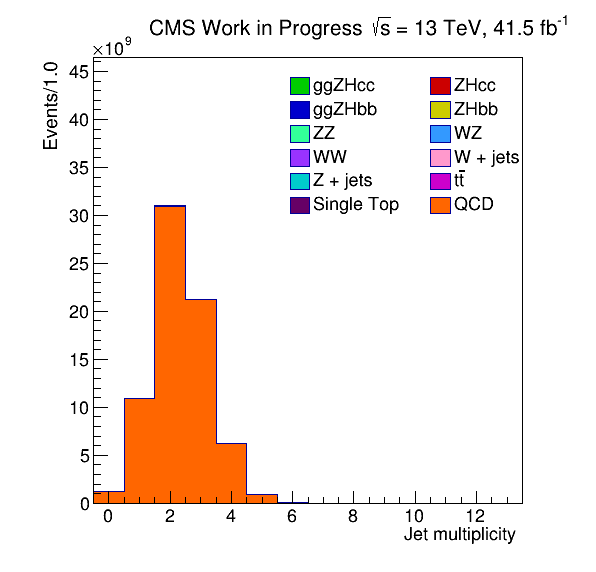 CMS Work in Progress √s = 13 TeV, 41.5 fb⁻¹
×10⁹
Events/1.0
45
40
35
30
25
20
15
10
5
0
ggZHcc ZHcc
ggZHbb ZHbb
ZZ WZ
WW W + jets
Z + jets tt̄
Single Top QCD
0 2 4 6 8 10 12
Jet multiplicity